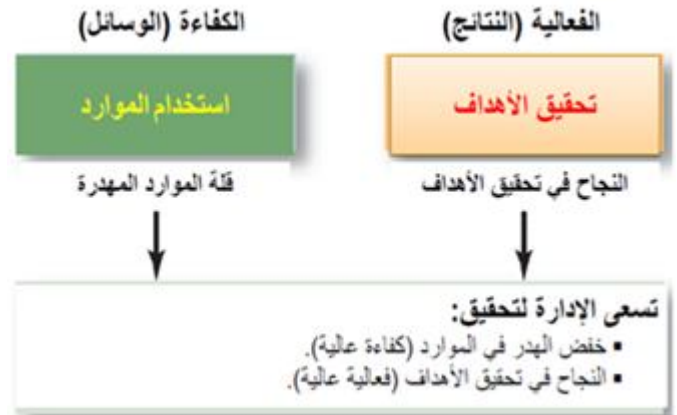 الفعالية (النتائج)
الكفاءة (الوسائل)
تحقيق الأهداف
استخدام الموارد
النجاح في تحقيق الأهداف
قلة الموارد المهدرة
تسعى الإدارة لتحقيق:
▪ خفض الهدر في الموارد (كفاءة عالية).
▪ النجاح في تحقيق الأهداف (فعالية عالية).